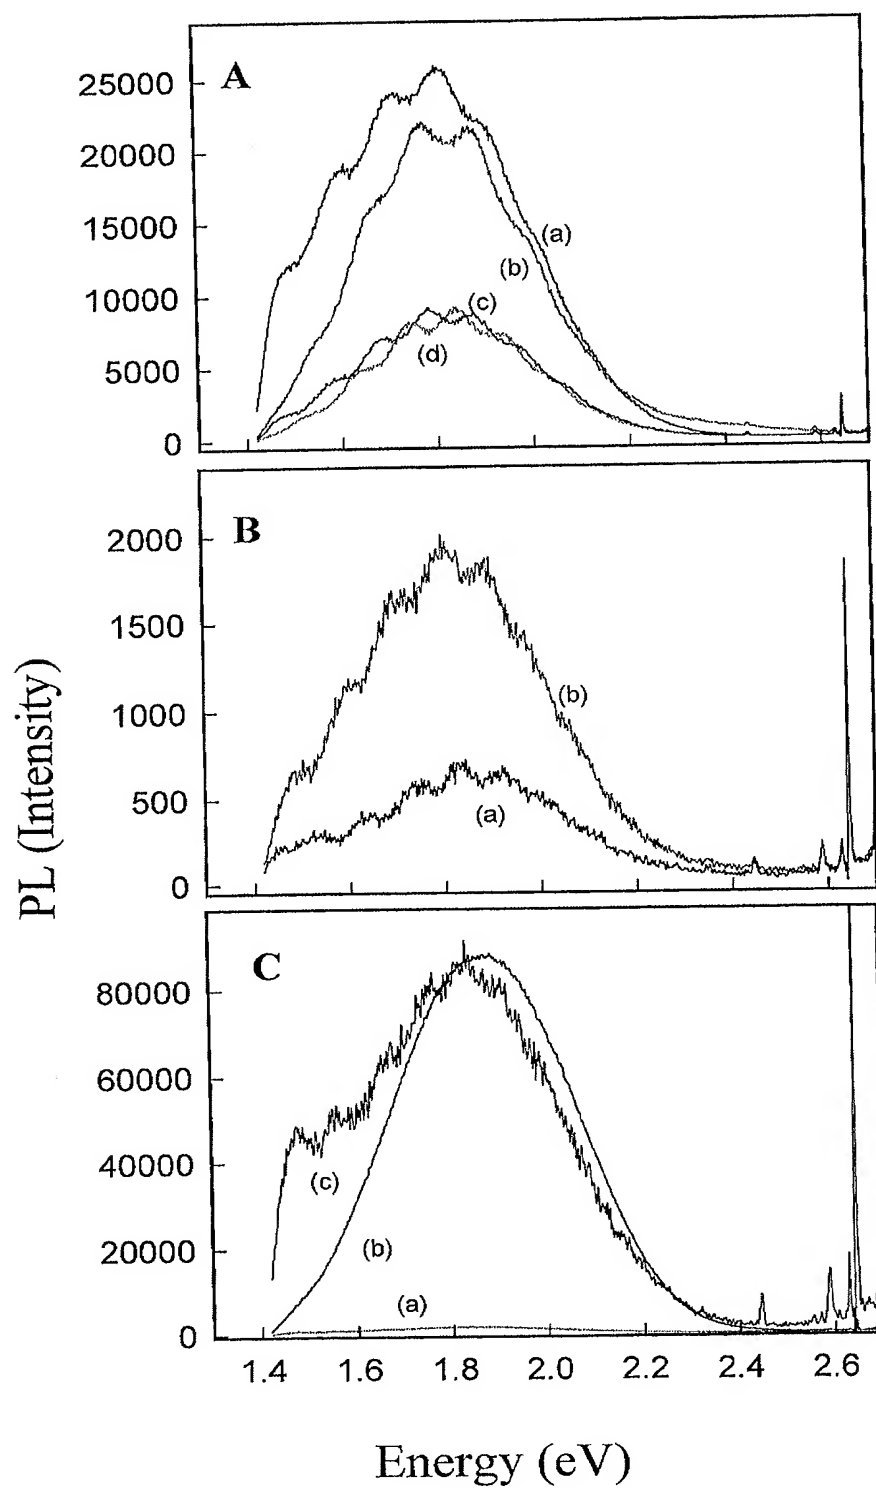 A
25000
20000
15000
10000
5000
0
(a)
(b)
(c)
(d)
B
2000
1500
1000
500
0
(b)
(a)
PL (Intensity)
C
80000
60000
40000
20000
0
(c)
(b)
(a)
1.4 1.6 1.8 2.0 2.2 2.4 2.6
Energy (eV)